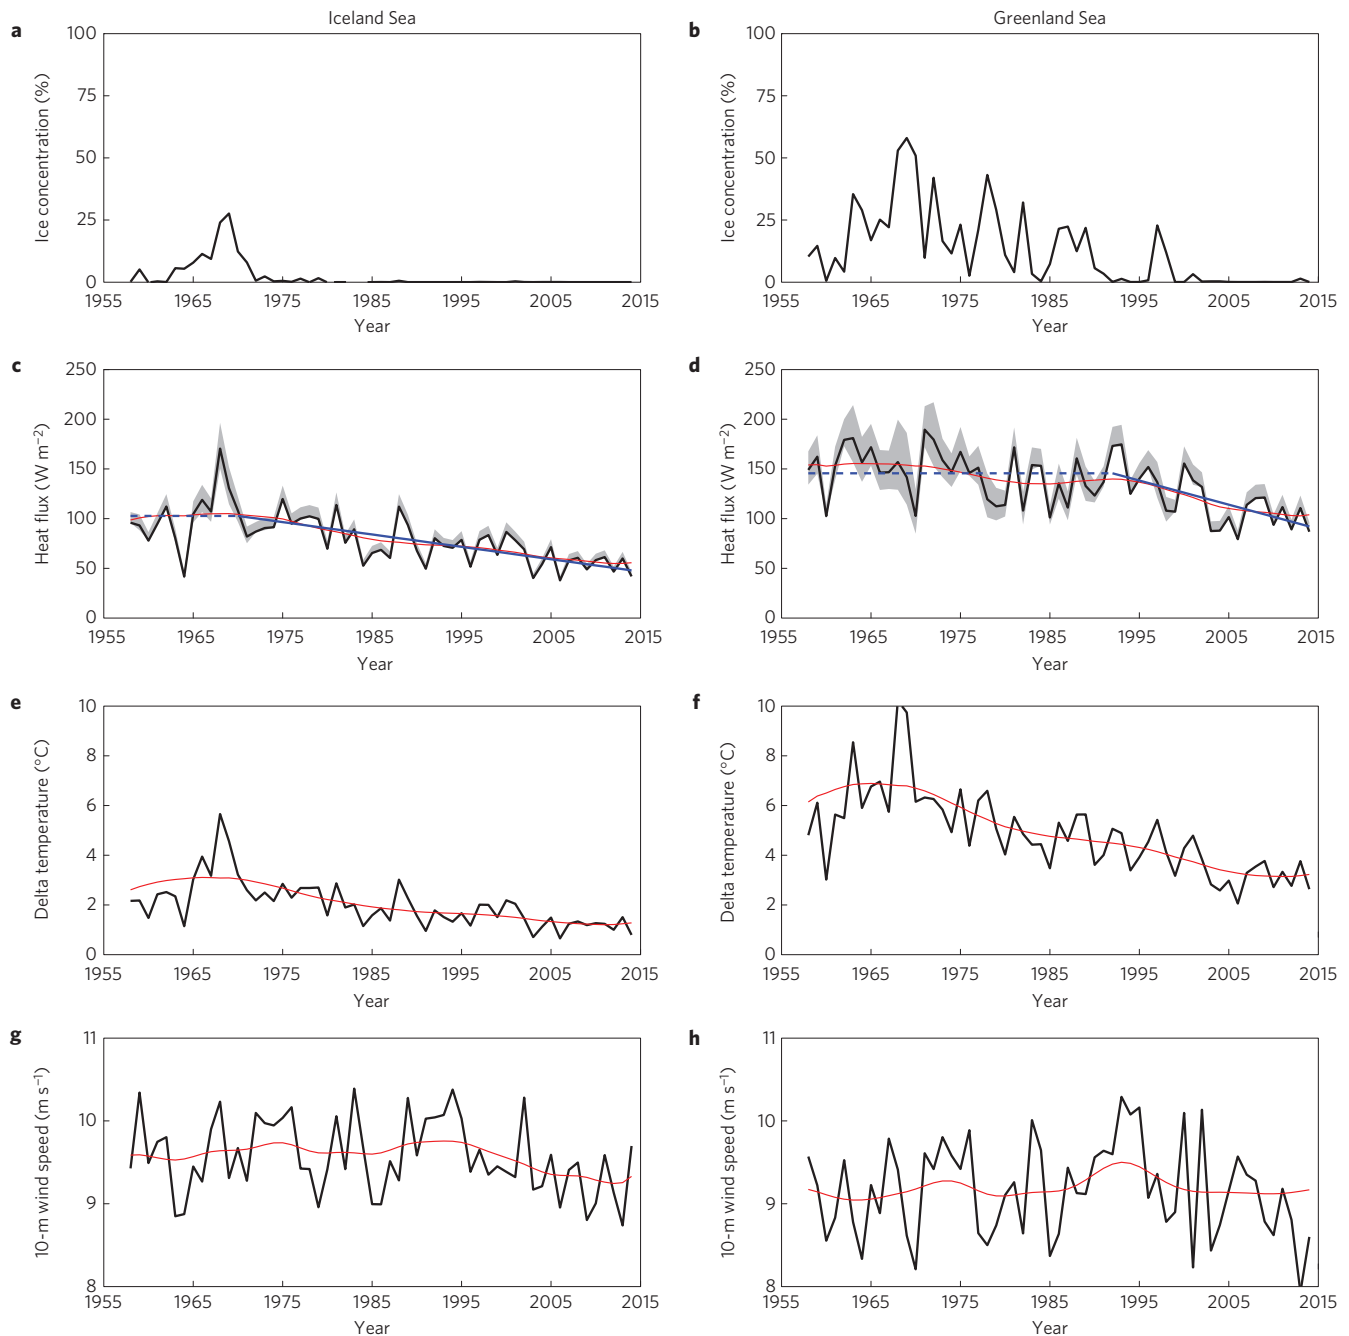 Iceland Sea
Greenland Sea
a
100
75
50
25
0
Ice concentration (%)
1955 1965 1975 1985 1995 2005 2015
Year
b
100
75
50
25
0
Ice concentration (%)
1955 1965 1975 1985 1995 2005 2015
Year
c
250
200
150
100
50
0
Heat flux (W m−2)
1955 1965 1975 1985 1995 2005 2015
Year
d
250
200
150
100
50
0
Heat flux (W m−2)
1955 1965 1975 1985 1995 2005 2015
Year
e
10
8
6
4
2
0
Delta temperature (°C)
1955 1965 1975 1985 1995 2005 2015
Year
f
10
8
6
4
2
0
Delta temperature (°C)
1955 1965 1975 1985 1995 2005 2015
Year
g
11
10
9
8
10-m wind speed (m s−1)
1955 1965 1975 1985 1995 2005 2015
Year
h
11
10
9
8
10-m wind speed (m s−1)
1955 1965 1975 1985 1995 2005 2015
Year